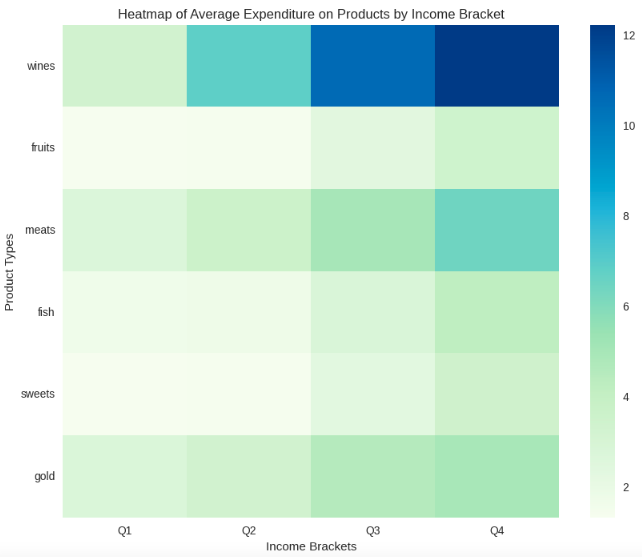 Heatmap of Average Expenditure on Products by Income Bracket
Product Types
wines
fruits
meats
fish
sweets
gold
Q1 Q2 Q3 Q4
Income Brackets
12
10
8
6
4
2